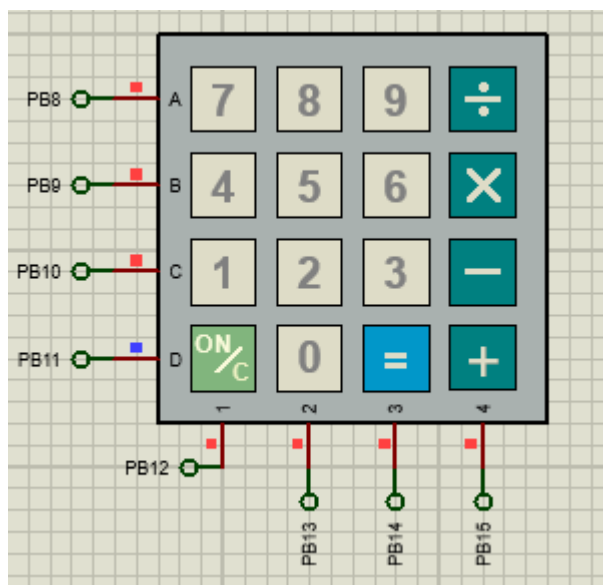 PB8 A 7 8 9 ÷
PB9 B 4 5 6 ×
PB10 C 1 2 3 −
PB11 D ON/C 0 = +
1 2 3 4
PB12
PB13 PB14 PB15